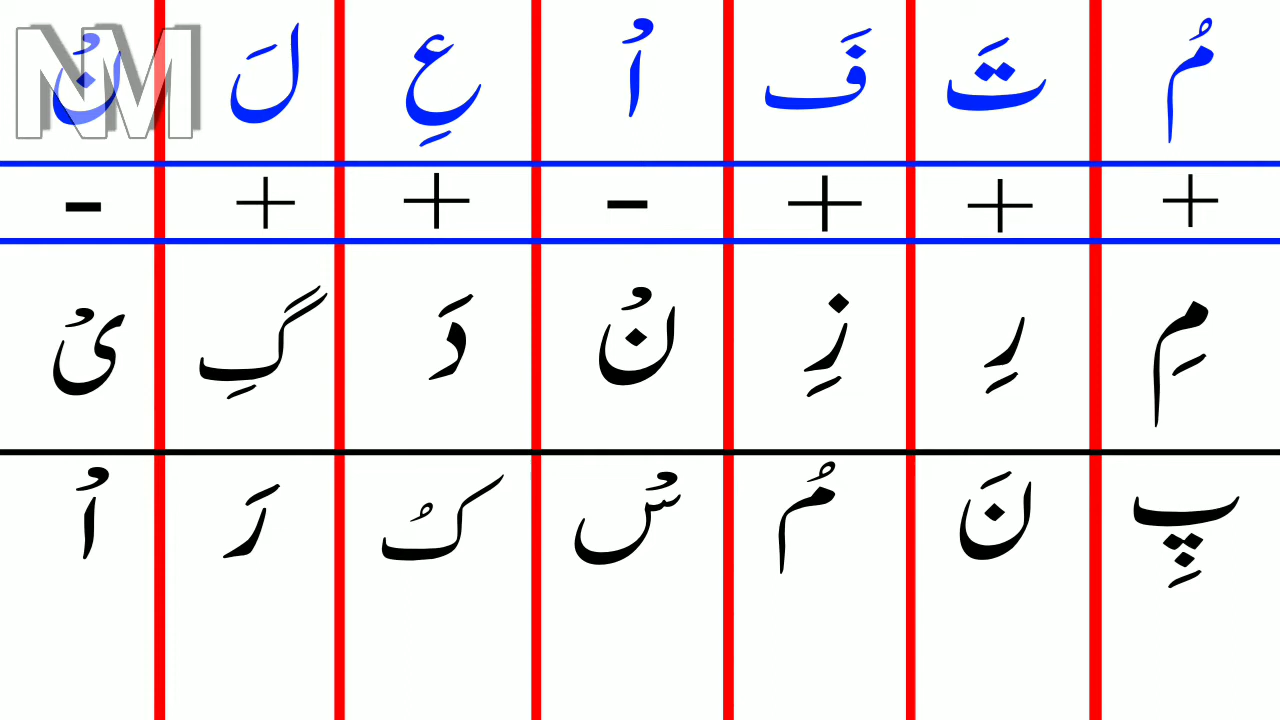 NM
مُ تَ فَ اْ عِ لَ نْ
+ + + - + + -
مِ رِ زِ نْ دَ گِ یْ
پِ نَ مُ سْ کُ رَ اْ